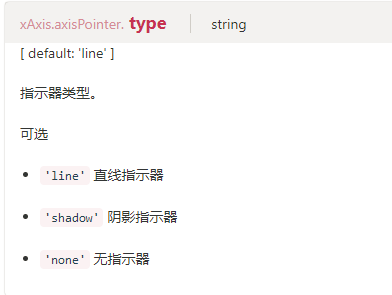 xAxis.axisPointer. type string
[ default: 'line' ]
指示器类型。
可选
'line' 直线指示器
'shadow' 阴影指示器
'none' 无指示器